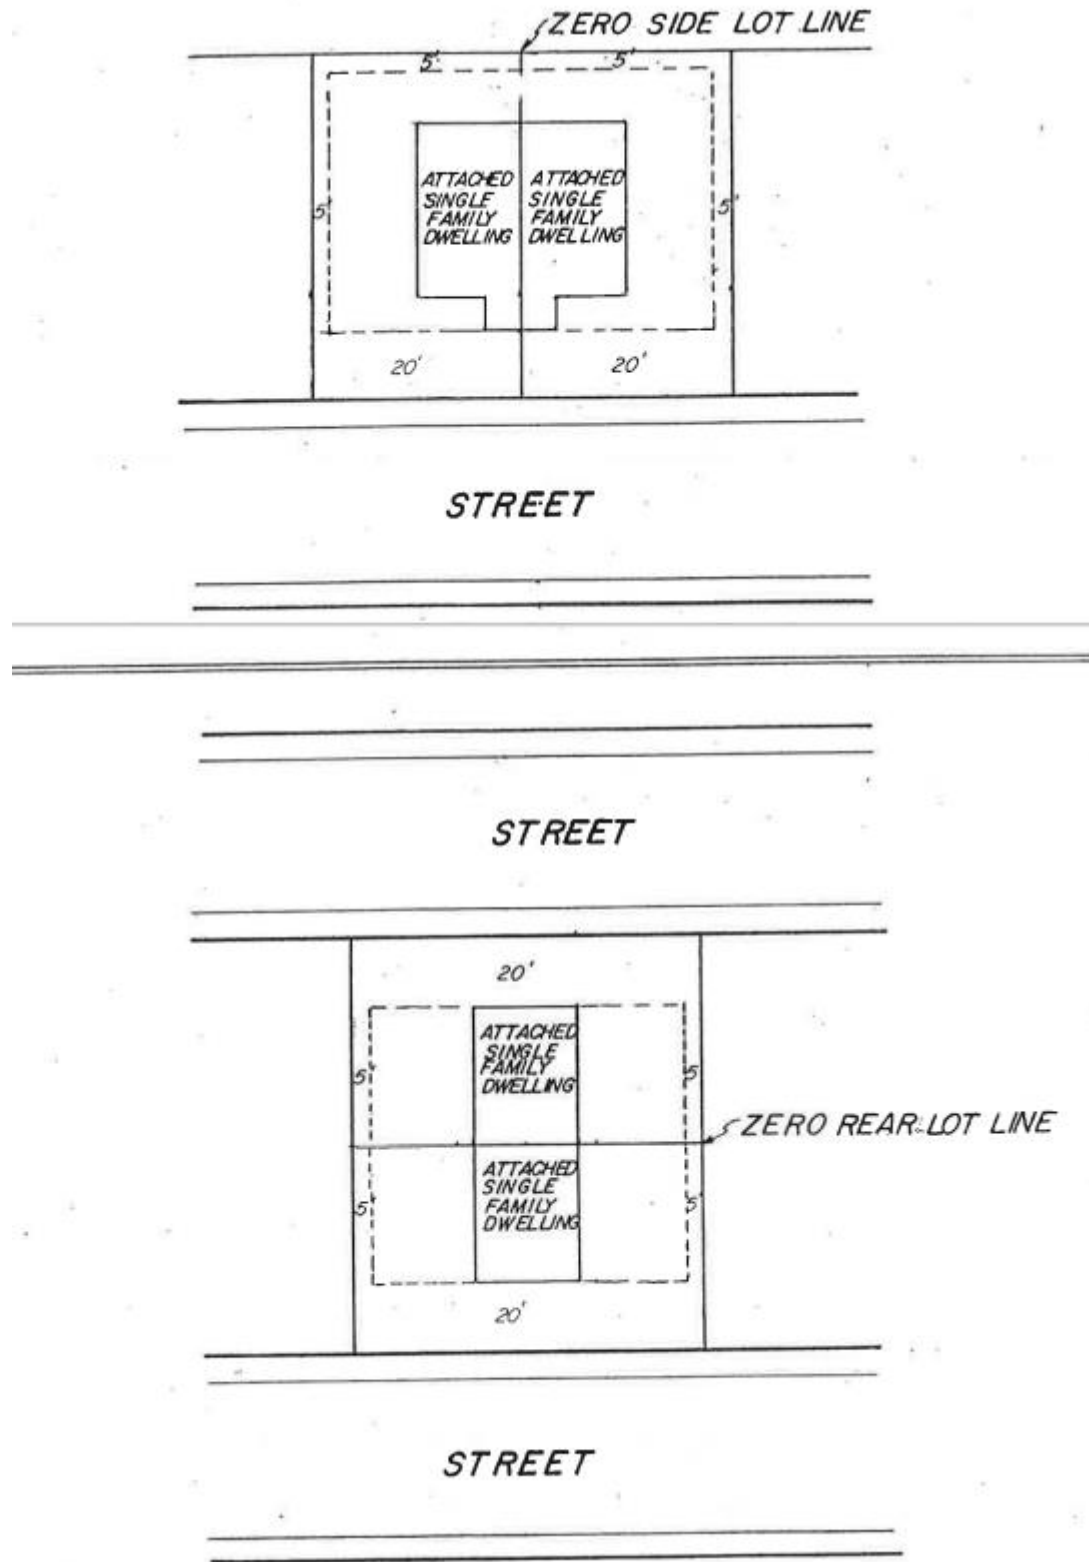 ZERO SIDE LOT LINE
5' 5'
ATTACHED
SINGLE
FAMILY
DWELLING
ATTACHED
SINGLE
FAMILY
DWELLING
5'
5'
20' 20'
STREET
STREET
20'
ATTACHED
SINGLE
FAMILY
DWELLING
5'
5'
ZERO REAR LOT LINE
ATTACHED
SINGLE
FAMILY
DWELLING
5'
5'
20'
STREET